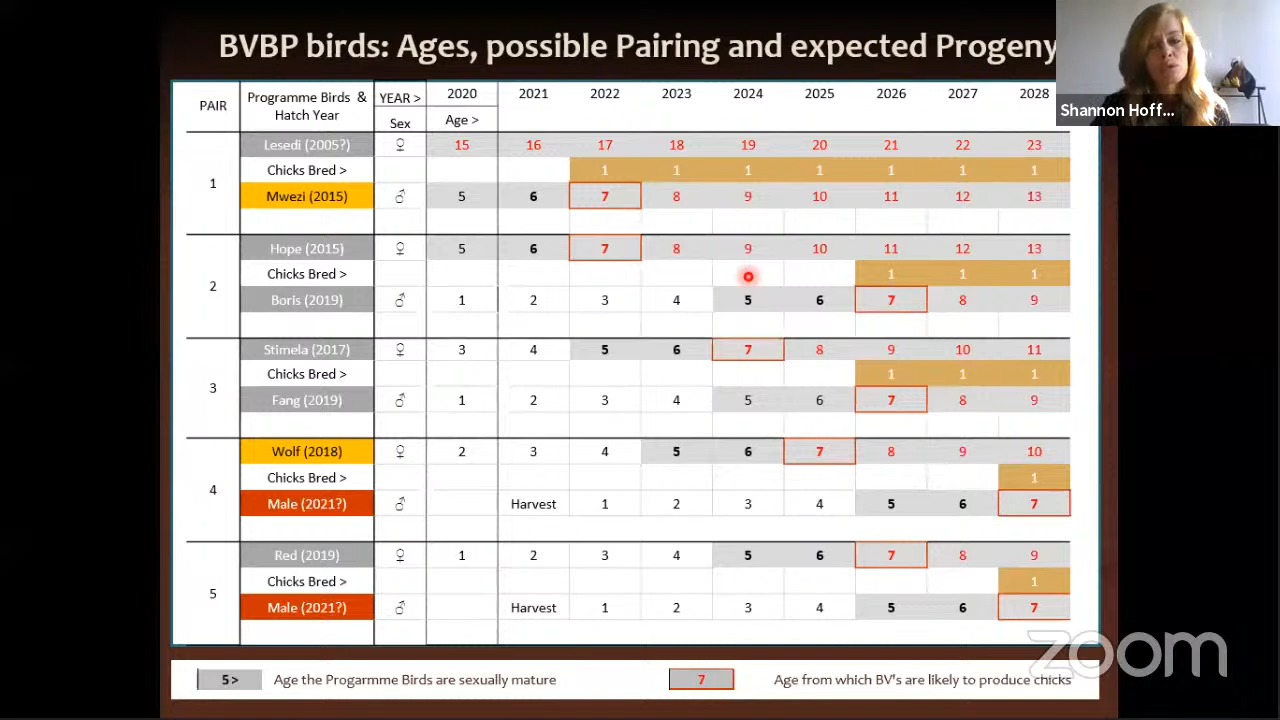 BVBP birds: Ages, possible Pairing and expected Progeny
Shannon Hoff...
PAIR Programme Birds & Hatch Year YEAR > 2020 2021 2022 2023 2024 2025 2026 2027 2028
Sex Age >
Lesedi (2005?) ♀ 15 16 17 18 19 20 21 22 23
1 Chicks Bred > 1 1 1 1 1 1 1
Mwezi (2015) ♂ 5 6 7 8 9 10 11 12 13
Hope (2015) ♀ 5 6 7 8 9 10 11 12 13
2 Chicks Bred > 1 1 1
Boris (2019) ♂ 1 2 3 4 5 6 7 8 9
Stimela (2017) ♀ 3 4 5 6 7 8 9 10 11
3 Chicks Bred > 1 1 1
Fang (2019) ♂ 1 2 3 4 5 6 7 8 9
Wolf (2018) ♀ 2 3 4 5 6 7 8 9 10
4 Chicks Bred > 1
Male (2021?) ♂ Harvest 1 2 3 4 5 6 7
Red (2019) ♀ 1 2 3 4 5 6 7 8 9
5 Chicks Bred > 1
Male (2021?) ♂ Harvest 1 2 3 4 5 6 7
zoom
5 > Age the Progamme Birds are sexually mature
7 Age from which BV's are likely to produce chicks